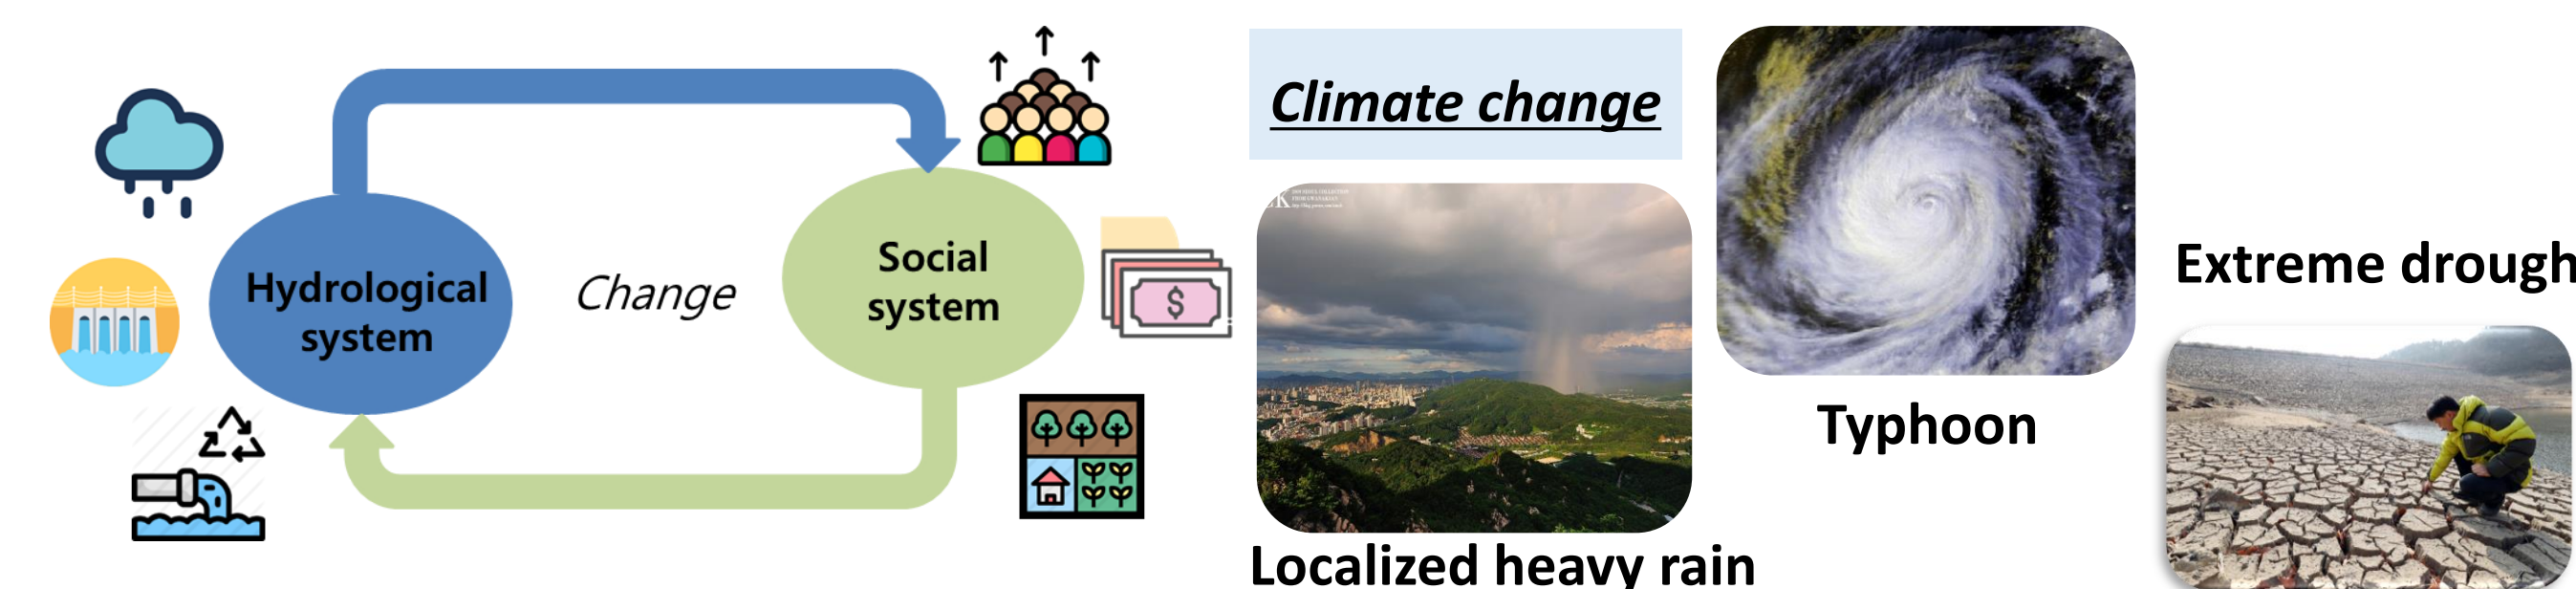 Hydrological
system
Change
Social
system
$
Climate change
Localized heavy rain
Typhoon
Extreme drough